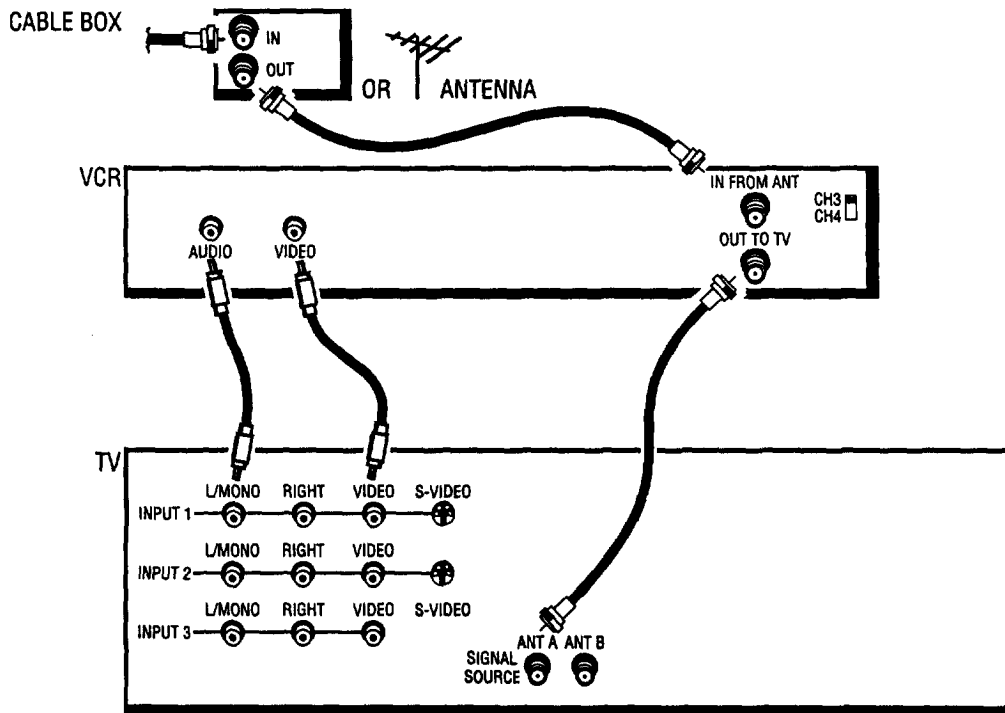 CABLE BOX
IN
OUT
OR
ANTENNA
VCR
IN FROM ANT
CH3
CH4
AUDIO
VIDEO
OUT TO TV
TV
L/MONO RIGHT VIDEO S-VIDEO
INPUT 1
L/MONO RIGHT VIDEO
INPUT 2
L/MONO RIGHT VIDEO S-VIDEO
INPUT 3
ANT A ANT B
SIGNAL
SOURCE